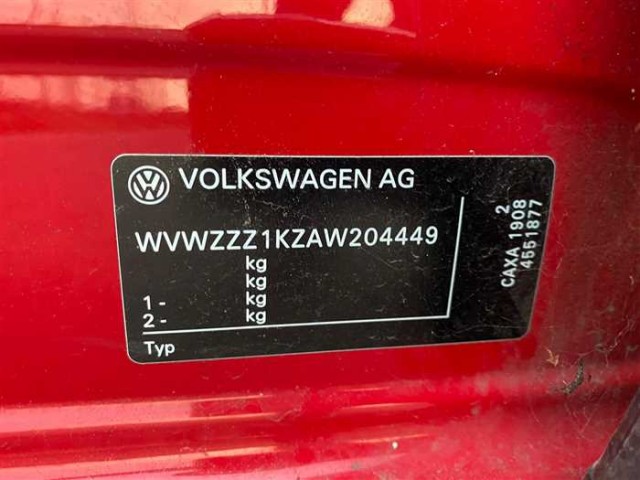 VOLKSWAGEN AG
WVWZZZ1KZAW204449
kg
kg
1 - kg
2 - kg
Typ
2
CAXA 1908
4551877